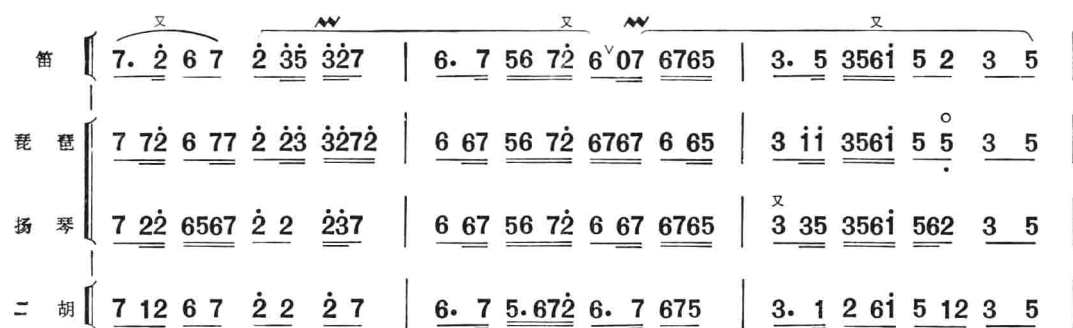 又 又 又
笛 7. 2̇ 6 7 2̇ 3̇5̇ 3̇2̇7 | 6. 7 56 72̇ 6 ∨ 07 6765 | 3. 5 3561̇ 5 2 3 5
琵琶 7 72̇ 6 77 2̇ 2̇3̇ 3̇2̇72̇ | 6 67 56 72̇ 6767 6 65 | 3 1̇1̇ 3561̇ 5 5̣̇ 3 5
又
扬琴 7 22̇ 6567 2̇ 2 2̇3̇7 | 6 67 56 72̇ 6 67 6765 | 3 35 3561̇ 562 3 5
二胡 7 12 6 7 2̇ 2 2̇ 7 | 6. 7 5.672̇ 6. 7 675 | 3. 1 2 61̇ 5 12 3 5